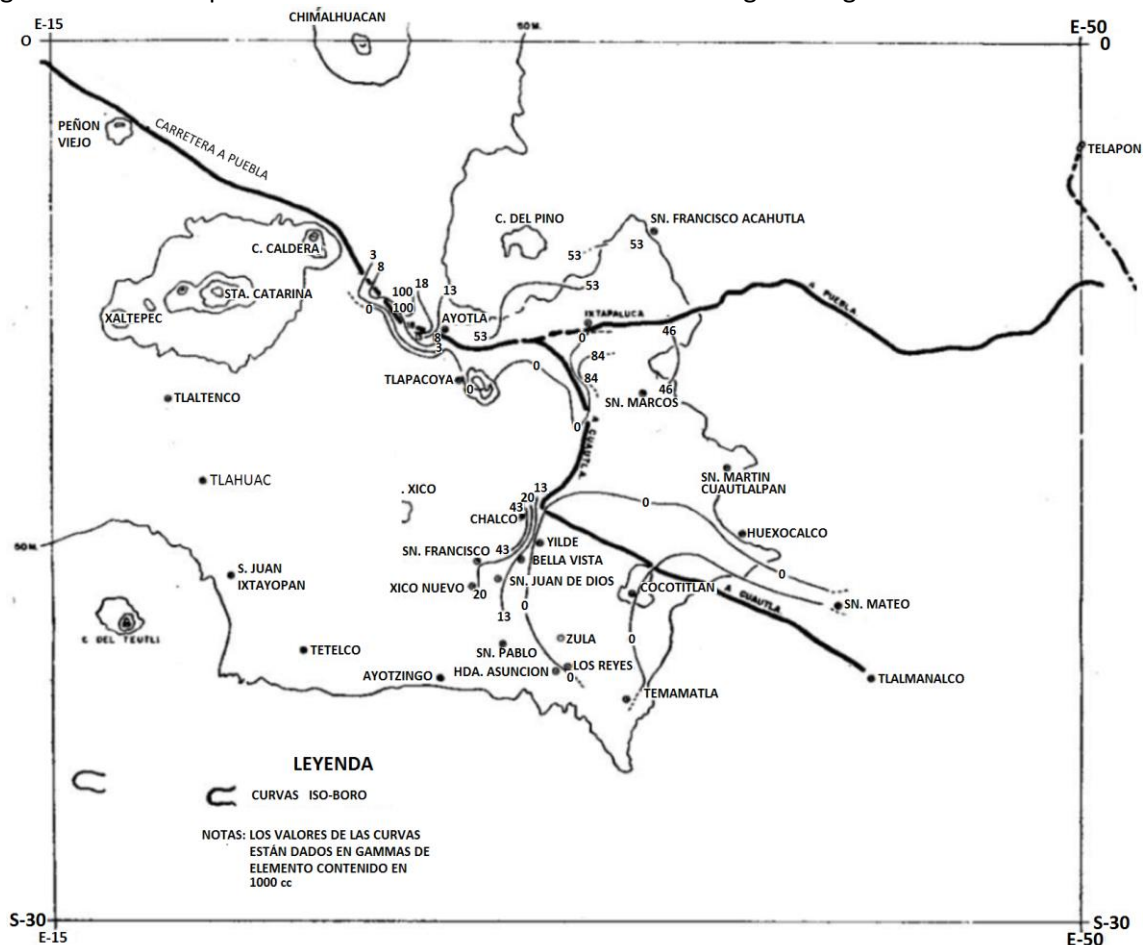 E-15
CHIMALHUACAN
50 M.
E-50
O
0
PEÑON
VIEJO
CARRETERA A PUEBLA
TELAPON
C. DEL PINO
SN. FRANCISCO ACAHUTLA
C. CALDERA
53
53
3
8
18
13
53
100
STA. CATARINA
100
0
XALTEPEC
AYOTLA
IXTAPALUCA
A PUEBLA
8
53
46
3
0
84
0
TLAPACOYA
84
0
46
TLALTENCO
SN. MARCOS
0
A CUAUTLA
SN. MARTIN
CUAUTLALPAN
TLAHUAC
. XICO
13
20
43
0
CHALCO
HUEXOCALCO
50 M.
YILDE
SN. FRANCISCO
43
BELLA VISTA
S. JUAN
IXTAYOPAN
0
XICO NUEVO
SN. JUAN DE DIOS
COCOTITLAN
20
A CUAUTLA
SN. MATEO
13
0
C. DEL TEUTLI
ZULA
0
TETELCO
SN. PABLO
AYOTZINGO
HDA. ASUNCION
LOS REYES
0
TLALMANALCO
TEMAMATLA
LEYENDA
CURVAS ISO-BORO
NOTAS: LOS VALORES DE LAS CURVAS
ESTÁN DADOS EN GAMMAS DE
ELEMENTO CONTENIDO EN
1000 cc
S-30
S-30
E-15
E-50